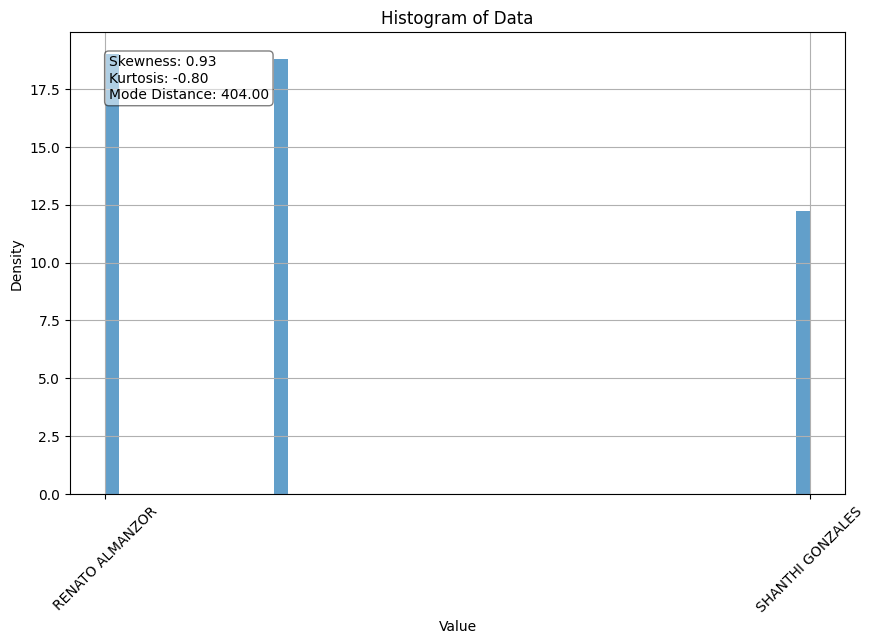 Histogram of Data
Skewness: 0.93
Kurtosis: -0.80
Mode Distance: 404.00
17.5
15.0
12.5
10.0
7.5
5.0
2.5
0.0
Density
RENATO ALMANZOR
SHANTHI GONZALES
Value